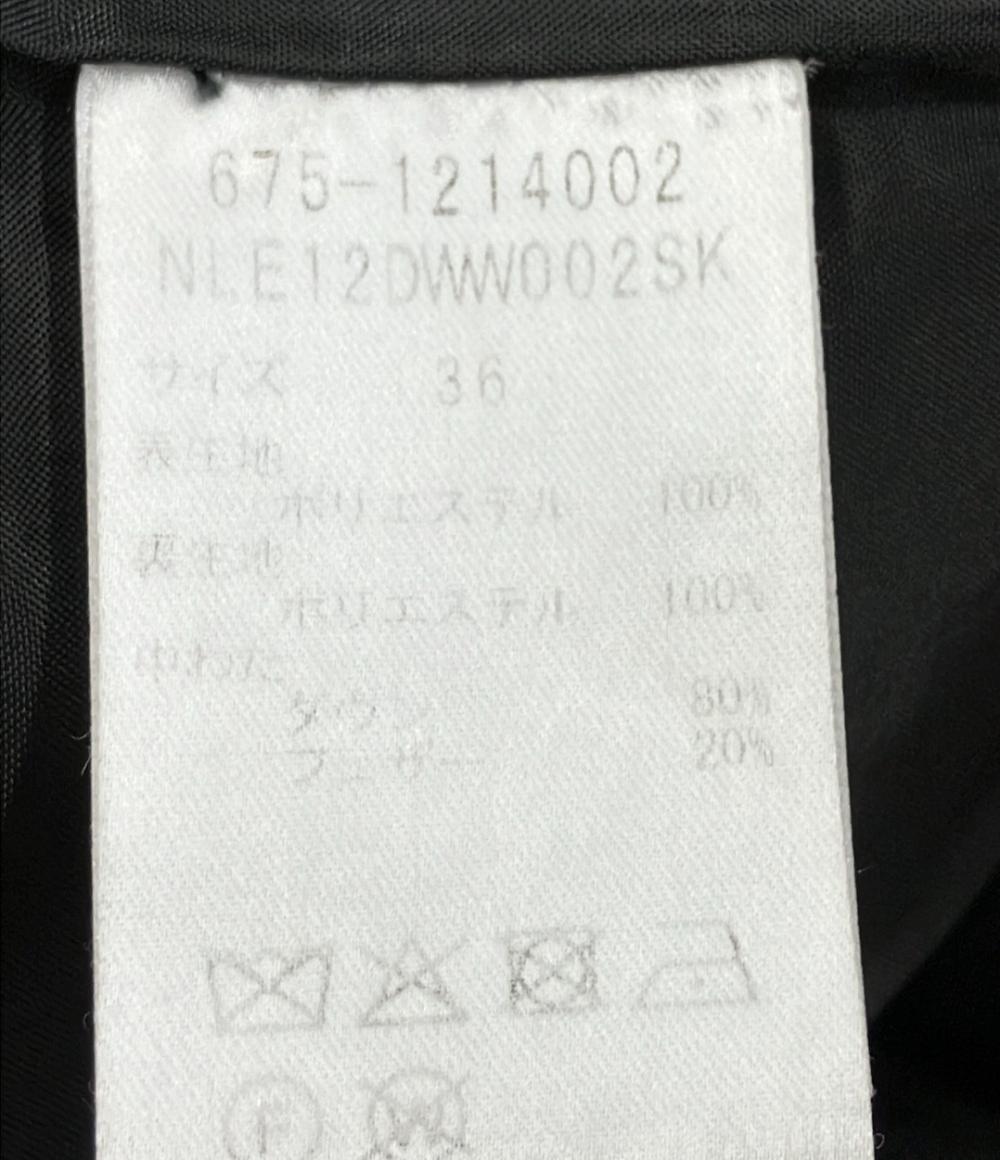 675-1214002
NLE12DWW002SK
サイズ 36
表生地
ポリエステル 100%
裏生地
ポリエステル 100%
中わた
ダウン 80%
フェザー 20%
F
W